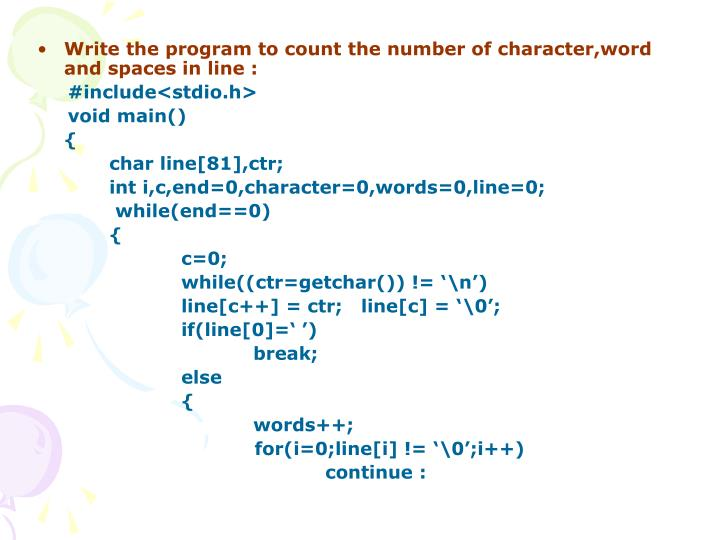 • Write the program to count the number of character,word
and spaces in line :
#include<stdio.h>
void main()
{
char line[81],ctr;
int i,c,end=0,character=0,words=0,line=0;
while(end==0)
{
c=0;
while((ctr=getchar()) != ‘\n’)
line[c++] = ctr; line[c] = ‘\0’;
if(line[0]=‘ ’)
break;
else
{
words++;
for(i=0;line[i] != ‘\0’;i++)
continue :